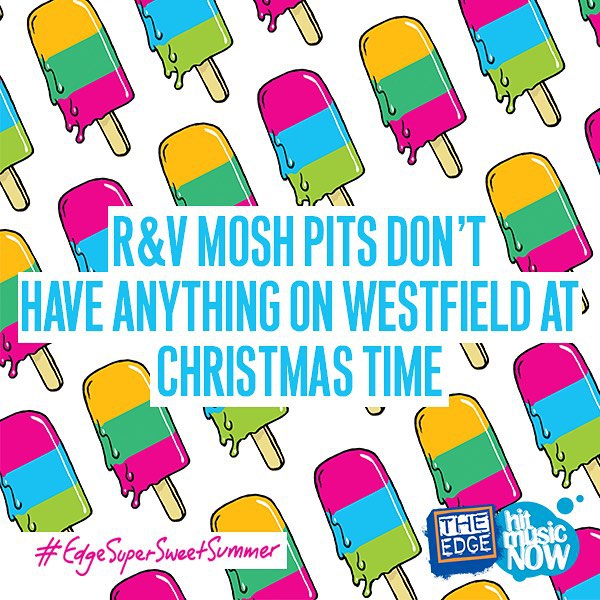 R&V MOSH PITS DON'T
HAVE ANYTHING ON WESTFIELD AT
CHRISTMAS TIME
#EdgeSuperSweetSummer
THE
EDGE
hit
music
NOW